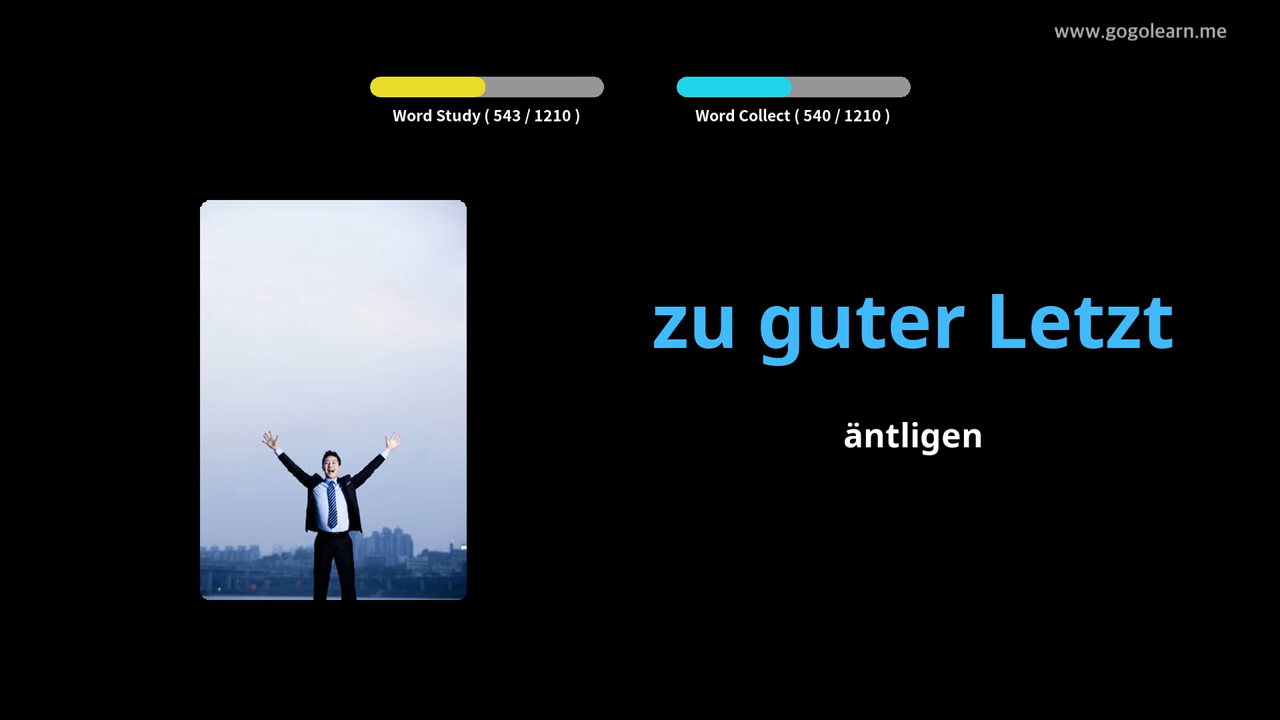 www.gogolearn.me
Word Study ( 543 / 1210 )
Word Collect ( 540 / 1210 )
zu guter Letzt
äntligen